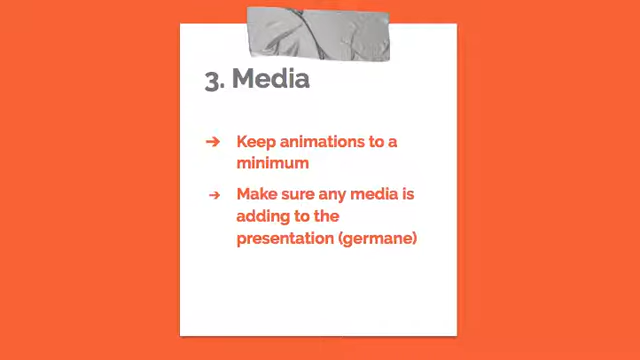 3. Media
➔ Keep animations to a
minimum
➔ Make sure any media is
adding to the
presentation (germane)